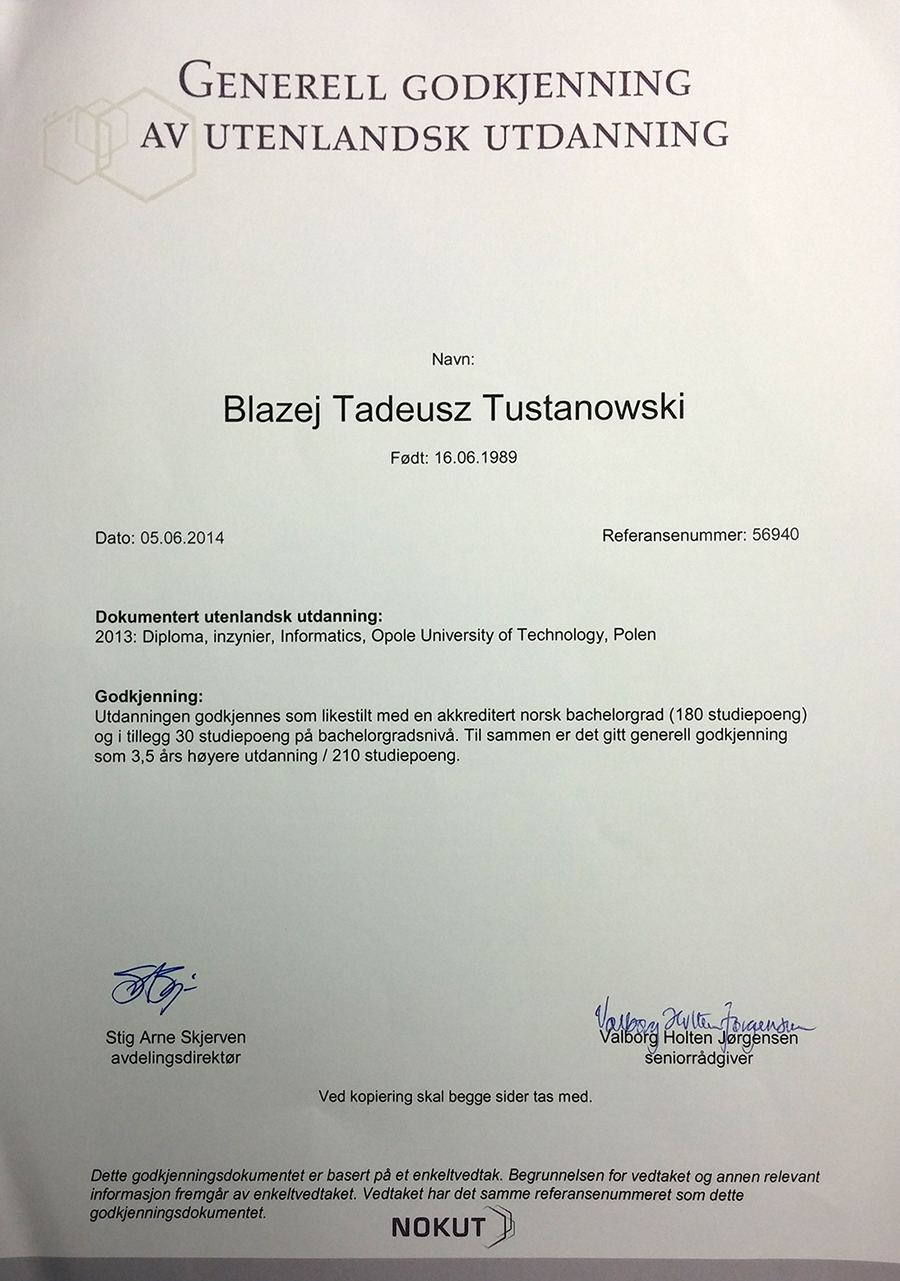 GENERELL GODKJENNING
AV UTENLANDSK UTDANNING
Navn:
Blazej Tadeusz Tustanowski
Født: 16.06.1989
Dato: 05.06.2014
Referansenummer: 56940
Dokumentert utenlandsk utdanning:
2013: Diploma, inzynier, Informatics, Opole University of Technology, Polen
Godkjenning:
Utdanningen godkjennes som likestilt med en akkreditert norsk bachelorgrad (180 studiepoeng)
og i tillegg 30 studiepoeng på bachelorgradsnivå. Til sammen er det gitt generell godkjenning
som 3,5 års høyere utdanning / 210 studiepoeng.
Valborg Holten Jørgensen
Stig Arne Skjerven
avdelingsdirektør
Valborg Holten Jørgensen
seniorrådgiver
Ved kopiering skal begge sider tas med.
Dette godkjenningsdokumentet er basert på et enkeltvedtak. Begrunnelsen for vedtaket og annen relevant
informasjon fremgår av enkeltvedtaket. Vedtaket har det samme referansenummeret som dette
godkjenningsdokumentet.
NOKUT